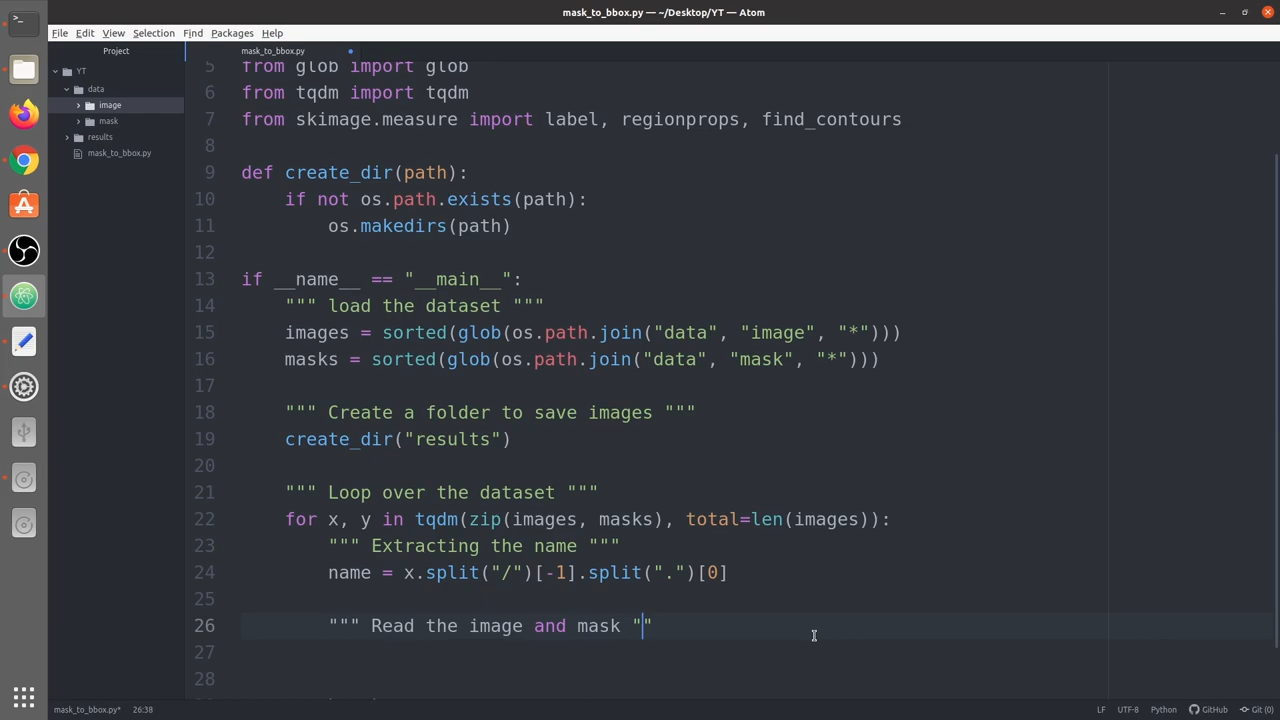 mask_to_bbox.py — ~/Desktop/YT — Atom
File Edit View Selection Find Packages Help
Project
mask_to_bbox.py
YT
data
image
mask
results
mask_to_bbox.py
5 from glob import glob
6 from tqdm import tqdm
7 from skimage.measure import label, regionprops, find_contours
8
9 def create_dir(path):
10 if not os.path.exists(path):
11 os.makedirs(path)
12
13 if __name__ == "__main__":
14 """ load the dataset """
15 images = sorted(glob(os.path.join("data", "image", "*")))
16 masks = sorted(glob(os.path.join("data", "mask", "*")))
17
18 """ Create a folder to save images """
19 create_dir("results")
20
21 """ Loop over the dataset """
22 for x, y in tqdm(zip(images, masks), total=len(images)):
23 """ Extracting the name """
24 name = x.split("/")[-1].split(".")[0]
25
26 """ Read the image and mask ""
27
28
mask_to_bbox.py* 26:38 LF UTF-8 Python GitHub Git (0)